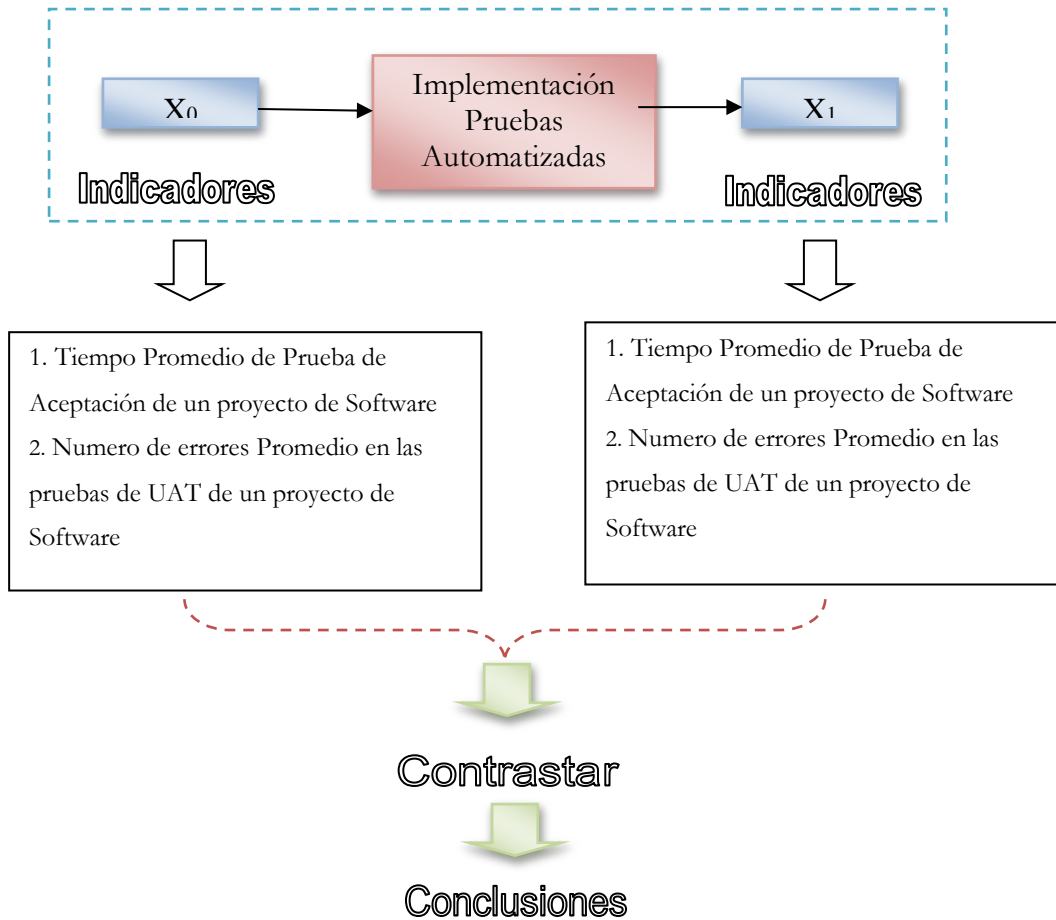 X₀
Implementación
Pruebas
Automatizadas
X₁
Indicadores
Indicadores
1. Tiempo Promedio de Prueba de
Aceptación de un proyecto de Software
2. Numero de errores Promedio en las
pruebas de UAT de un proyecto de
Software
1. Tiempo Promedio de Prueba de
Aceptación de un proyecto de Software
2. Numero de errores Promedio en las
pruebas de UAT de un proyecto de
Software
Contrastar
Conclusiones